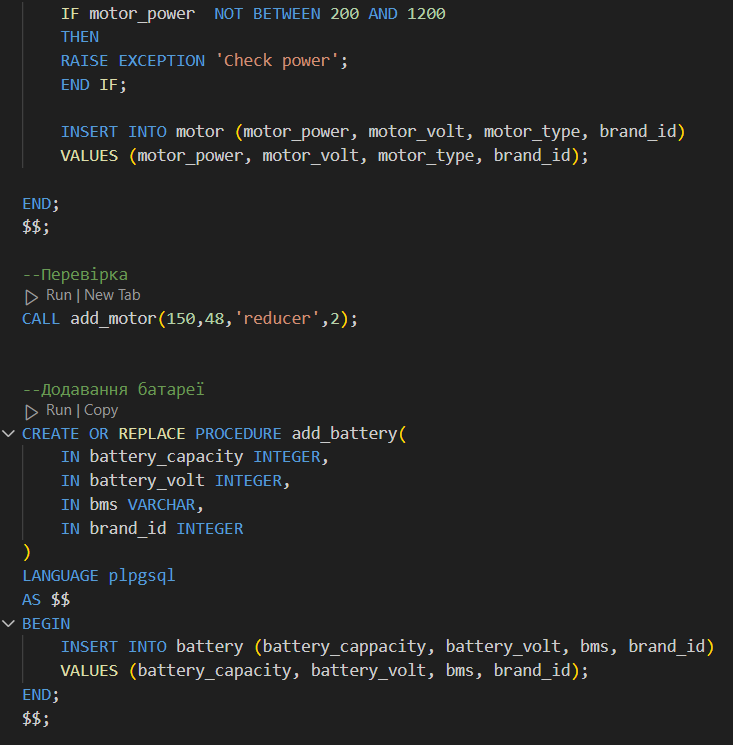 IF motor_power  NOT BETWEEN 200 AND 1200
THEN
RAISE EXCEPTION 'Check power';
END IF;
INSERT INTO motor (motor_power, motor_volt, motor_type, brand_id)
VALUES (motor_power, motor_volt, motor_type, brand_id);
END;
$$;
--Перевірка
Run | New Tab
CALL add_motor(150,48,'reducer',2);
--Додавання батареї
Run | Copy
CREATE OR REPLACE PROCEDURE add_battery(
IN battery_capacity INTEGER,
IN battery_volt INTEGER,
IN bms VARCHAR,
IN brand_id INTEGER
)
LANGUAGE plpgsql
AS $$
BEGIN
INSERT INTO battery (battery_cappacity, battery_volt, bms, brand_id)
VALUES (battery_capacity, battery_volt, bms, brand_id);
END;
$$;